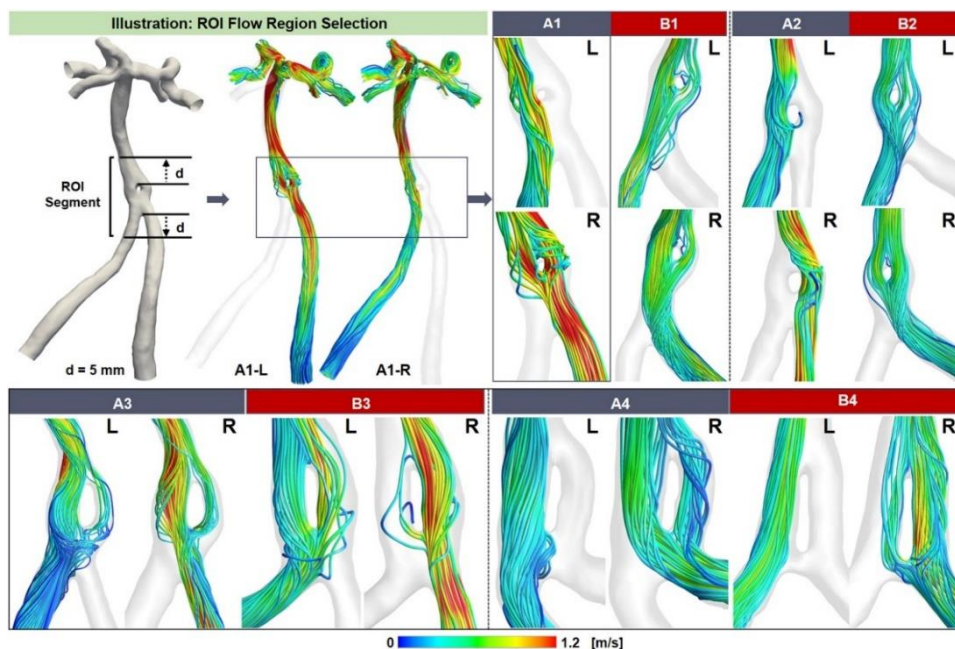 Illustration: ROI Flow Region Selection
A1
B1
A2
B2
L
L
L
L
d
ROI
Segment
d
R
R
R
R
d = 5 mm
A1-L
A1-R
A3
B3
A4
B4
L
R
L
R
L
R
L
R
0
1.2
[m/s]